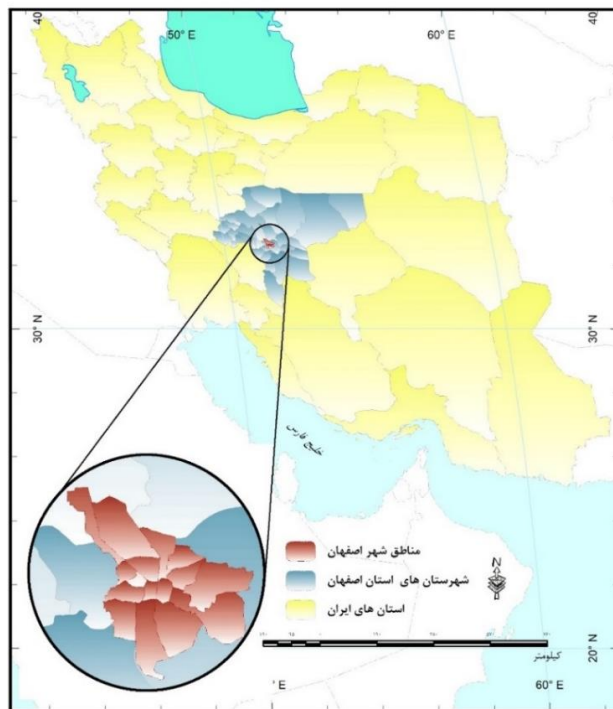 40
50° E
60° E
40
30° N
30° N
خلیج فارس
مناطق شهر اصفهان
شهرستان های استان اصفهان
استان های ایران
N
کیلومتر
20° N
° E
60° E